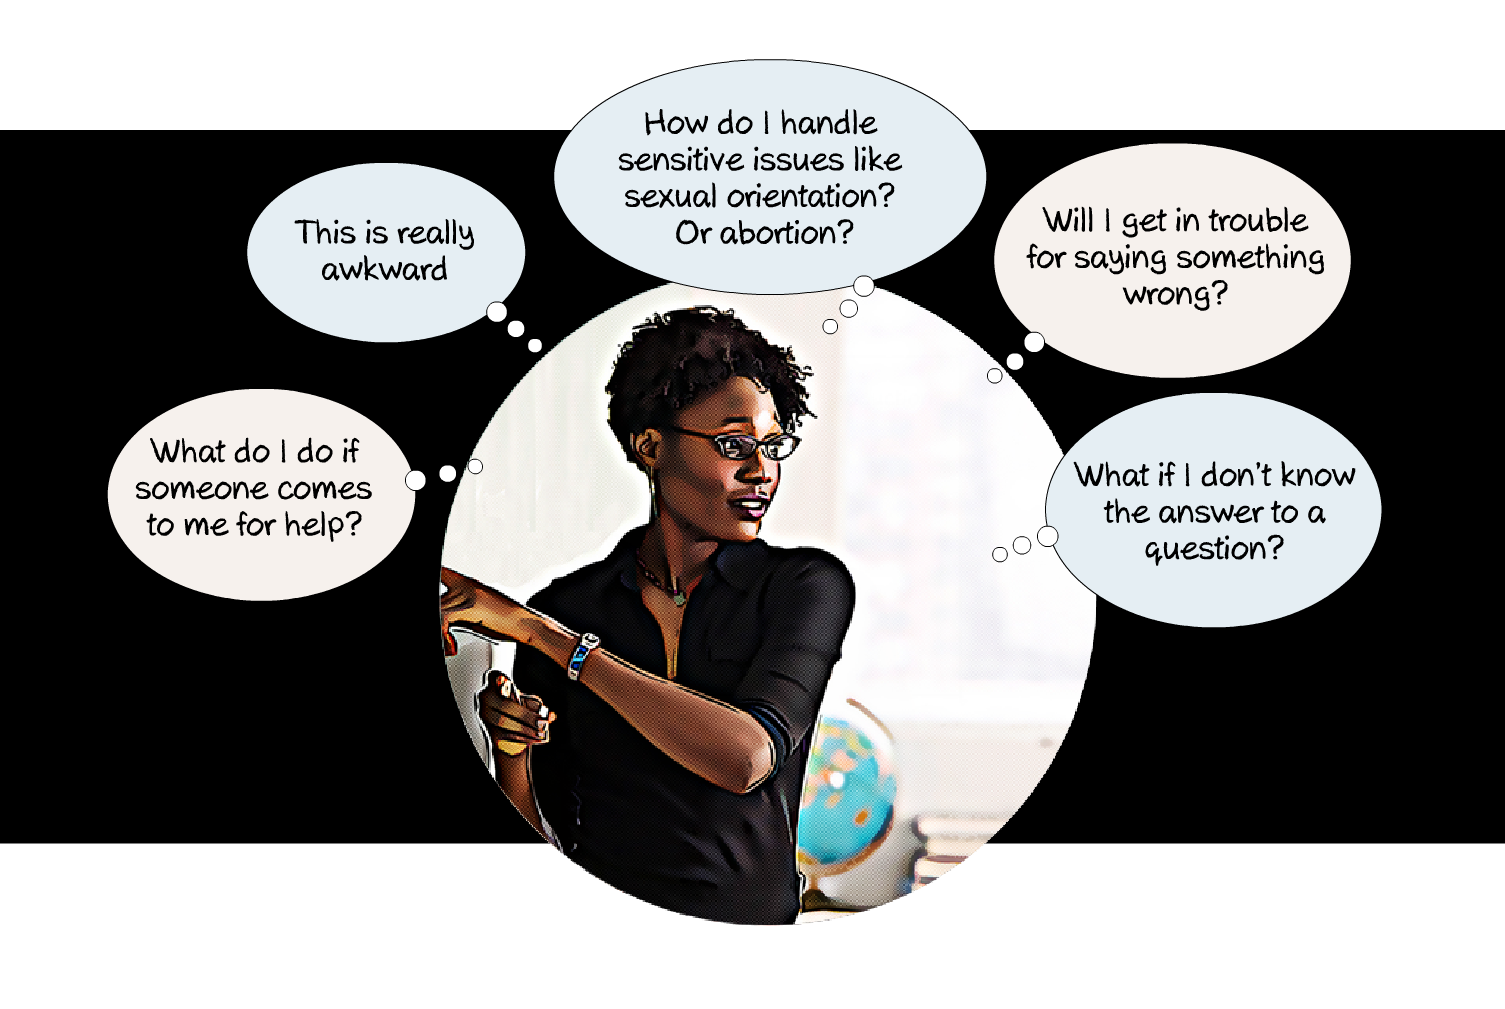 How do I handle
sensitive issues like
sexual orientation?
Or abortion?
This is really
awkward
Will I get in trouble
for saying something
wrong?
What do I do if
someone comes
to me for help?
What if I don't know
the answer to a
question?